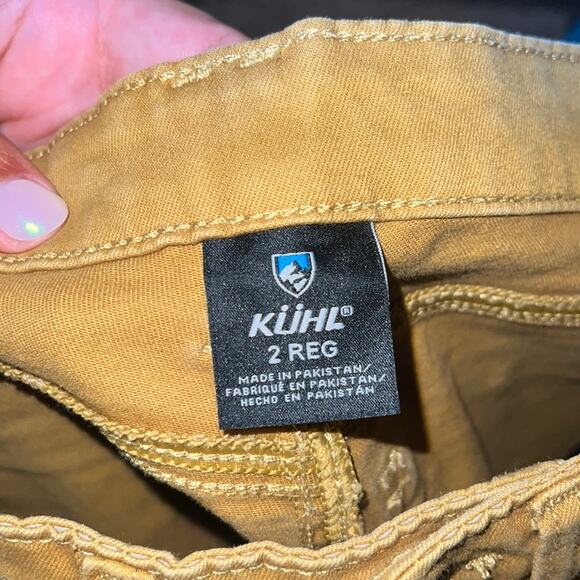 KÜHL®
2 REG
MADE IN PAKISTAN/
FABRIQUÉ EN PAKISTAN/
HECHO EN PAKISTÁN